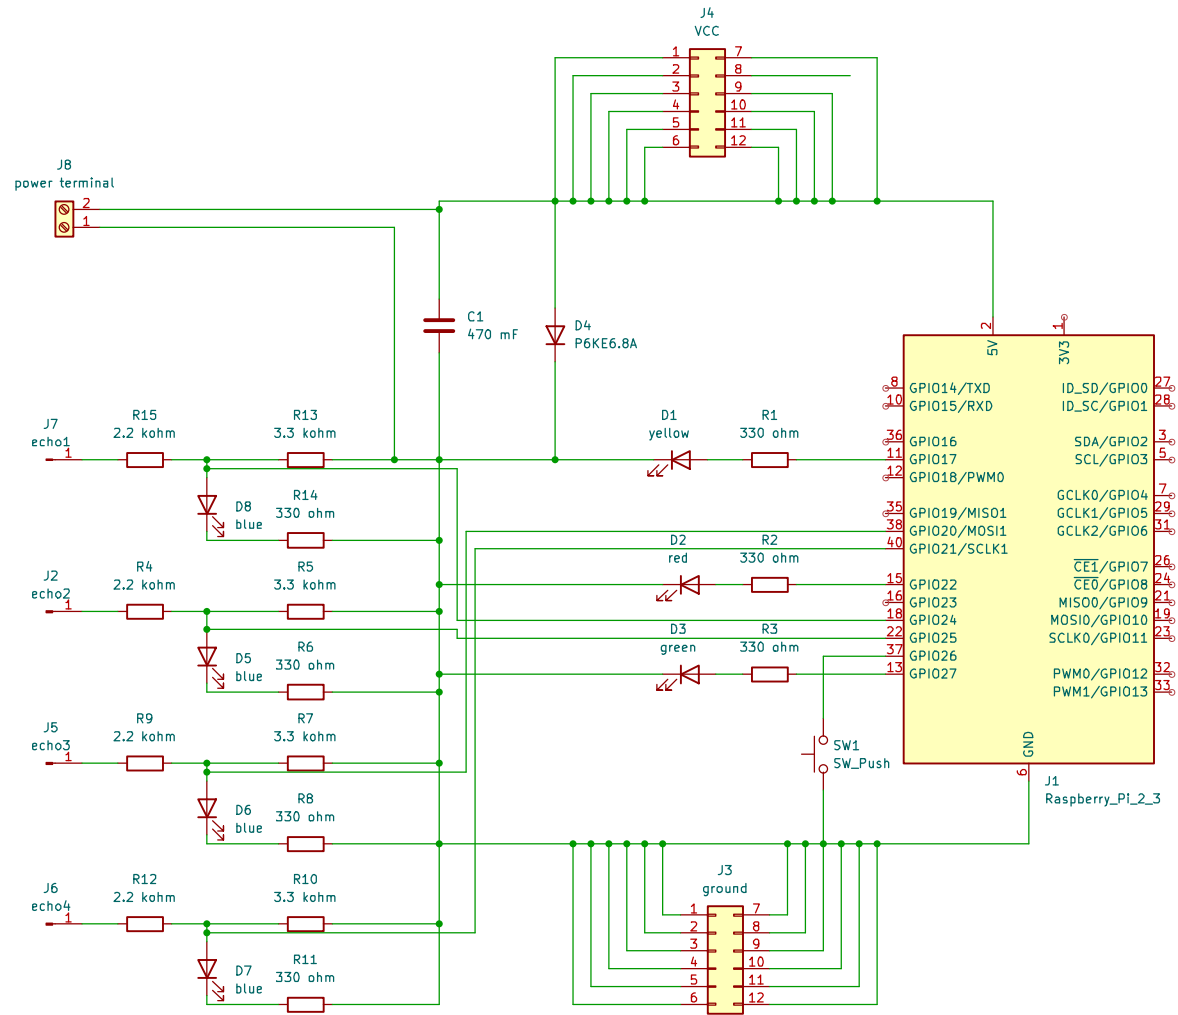 J4
VCC
1
7
2
8
3
9
4
10
5
11
6
12
J8
power terminal
2
1
C1
470 mF
D4
P6KE6.8A
2
1
5V
3V3
8
GPIO14/TXD
ID_SD/GPIO0
27
10
GPIO15/RXD
ID_SC/GPIO1
28
36
GPIO16
SDA/GPIO2
3
11
GPIO17
SCL/GPIO3
5
12
GPIO18/PWM0
GCLK0/GPIO4
7
35
GPIO19/MISO1
GCLK1/GPIO5
29
38
GPIO20/MOSI1
GCLK2/GPIO6
31
40
GPIO21/SCLK1
CE1/GPIO7
26
15
GPIO22
CE0/GPIO8
24
16
GPIO23
MISO0/GPIO9
21
18
GPIO24
MOSI0/GPIO10
19
22
GPIO25
SCLK0/GPIO11
23
37
GPIO26
13
GPIO27
PWM0/GPIO12
32
PWM1/GPIO13
33
GND
6
J1
Raspberry_Pi_2_3
D1
yellow
R1
330 ohm
D2
red
R2
330 ohm
D3
green
R3
330 ohm
SW1
SW_Push
J7
echo1
1
R15
2.2 kohm
R13
3.3 kohm
D8
blue
R14
330 ohm
J2
echo2
1
R4
2.2 kohm
R5
3.3 kohm
D5
blue
R6
330 ohm
J5
echo3
1
R9
2.2 kohm
R7
3.3 kohm
D6
blue
R8
330 ohm
J6
echo4
1
R12
2.2 kohm
R10
3.3 kohm
D7
blue
R11
330 ohm
J3
ground
1
7
2
8
3
9
4
10
5
11
6
12